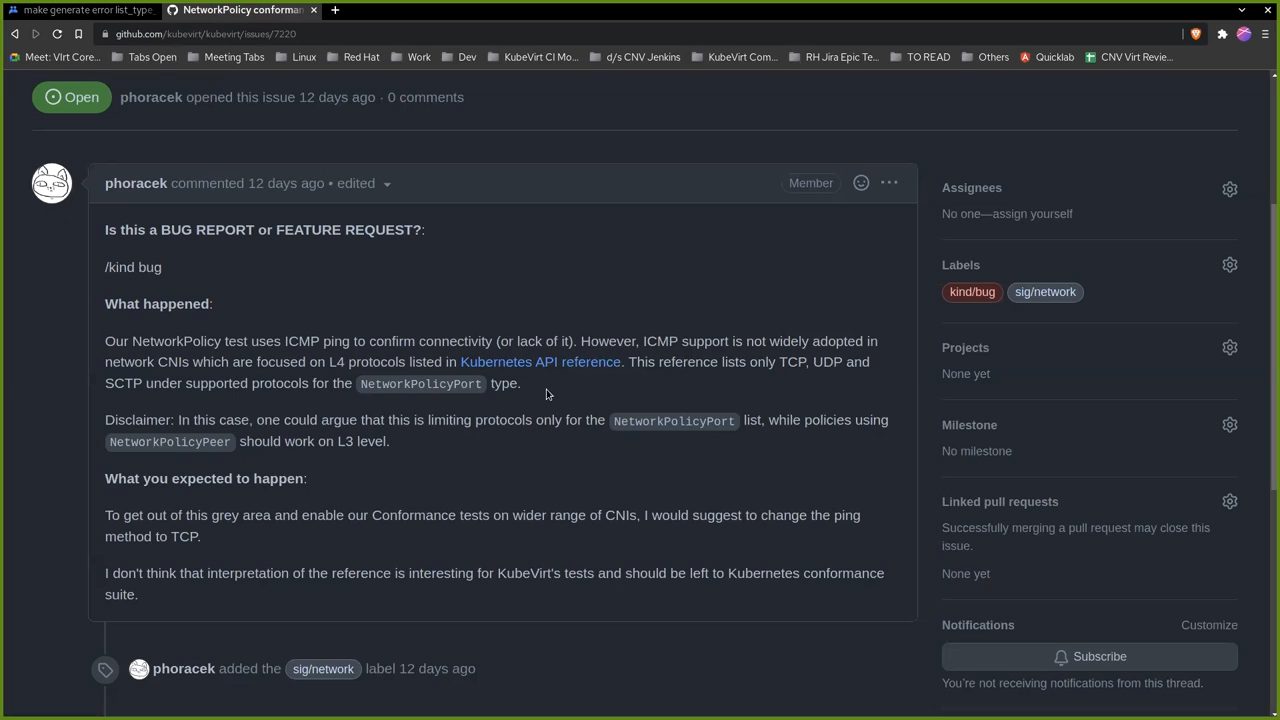 make generate error list_type_
NetworkPolicy conforman
github.com/kubevirt/kubevirt/issues/7220
Meet: VIrt Core...
Tabs Open
Meeting Tabs
Linux
Red Hat
Work
Dev
KubeVirt CI Mo...
d/s CNV Jenkins
KubeVirt Com...
RH Jira Epic Te...
TO READ
Others
Quicklab
CNV Virt Revie...
Open
phoracek opened this issue 12 days ago · 0 comments
phoracek commented 12 days ago • edited
Member
Is this a BUG REPORT or FEATURE REQUEST?:
/kind bug
What happened:
Our NetworkPolicy test uses ICMP ping to confirm connectivity (or lack of it). However, ICMP support is not widely adopted in
network CNIs which are focused on L4 protocols listed in Kubernetes API reference. This reference lists only TCP, UDP and
SCTP under supported protocols for the NetworkPolicyPort type.
Disclaimer: In this case, one could argue that this is limiting protocols only for the NetworkPolicyPort list, while policies using
NetworkPolicyPeer should work on L3 level.
What you expected to happen:
To get out of this grey area and enable our Conformance tests on wider range of CNIs, I would suggest to change the ping
method to TCP.
I don't think that interpretation of the reference is interesting for KubeVirt's tests and should be left to Kubernetes conformance
suite.
phoracek added the sig/network label 12 days ago
Assignees
No one—assign yourself
Labels
kind/bug
sig/network
Projects
None yet
Milestone
No milestone
Linked pull requests
Successfully merging a pull request may close this
issue.
None yet
Notifications
Customize
Subscribe
You're not receiving notifications from this thread.